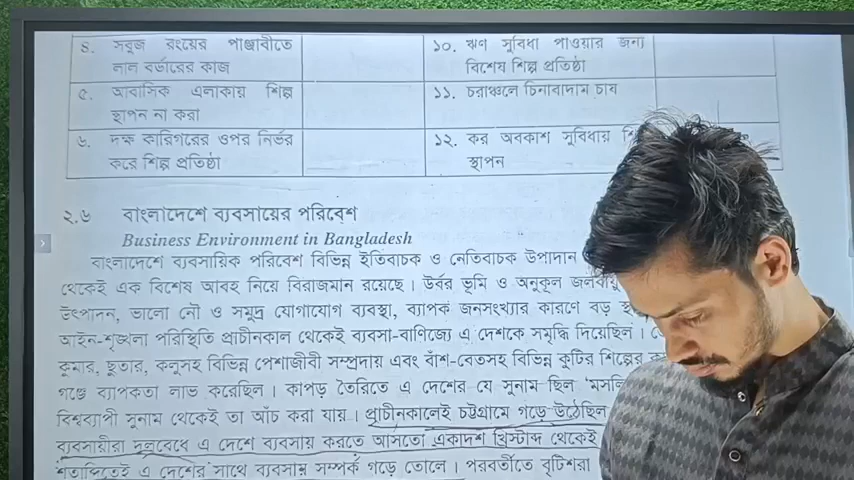 ৪. সবুজ রংয়ের পাঞ্জাবীতে লাল বর্ডারের কাজ
১০. ঋণ সুবিধা পাওয়ার জন্য বিশেষ শিল্প প্রতিষ্ঠা
৫. আবাসিক এলাকায় শিল্প স্থাপন না করা
১১. চরাঞ্চলে চিনাবাদাম চাষ
৬. দক্ষ কারিগরের ওপর নির্ভর করে শিল্প প্রতিষ্ঠা
১২. কর অবকাশ সুবিধায় স্থাপন
২.৬ বাংলাদেশে ব্যবসায়ের পরিবেশ
Business Environment in Bangladesh
বাংলাদেশে ব্যবসায়িক পরিবেশ বিভিন্ন ইতিবাচক ও নেতিবাচক উপাদান
থেকেই এক বিশেষ আবহ নিয়ে বিরাজমান রয়েছে। উর্বর ভূমি ও অনুকূল
উৎপাদন, ভালো নৌ ও সমুদ্র যোগাযোগ ব্যবস্থা, ব্যাপক জনসংখ্যার কারণে বড়
আইন-শৃঙ্খলা পরিস্থিতি প্রাচীনকাল থেকেই ব্যবসা-বাণিজ্যে এ দেশকে সমৃদ্ধি দিয়েছিল।
কুমার, ছুতার, কলুসহ বিভিন্ন পেশাজীবী সম্প্রদায় এবং বাঁশ-বেতসহ বিভিন্ন কুটির শিল্পের
গঞ্জে ব্যাপকতা লাভ করেছিল। কাপড় তৈরিতে এ দেশের যে সুনাম ছিল
বিশ্বব্যাপী সুনাম থেকেই তা আঁচ করা যায়। প্রাচীনকালেই চট্টগ্রামে গড়ে উঠেছিল
ব্যবসায়ীরা দলবেধে এ দেশে ব্যবসায় করতে আসতো একাদশ খ্রিস্টাব্দ থেকেই
শতাব্দিতেই এ দেশের সাথে ব্যবসায় সম্পর্ক গড়ে তোলে। পরবর্তীতে বৃটিশরা